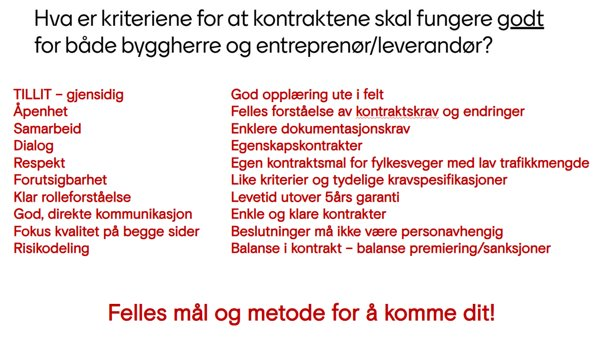 Hva er kriteriene for at kontraktene skal fungere godt
for både byggherre og entreprenør/leverandør?
TILLIT – gjensidig
Åpenhet
Samarbeid
Dialog
Respekt
Forutsigbarhet
Klar rolleforståelse
God, direkte kommunikasjon
Fokus kvalitet på begge sider
Risikodeling
God opplæring ute i felt
Felles forståelse av kontraktskrav og endringer
Enklere dokumentasjonskrav
Egenskapskontrakter
Egen kontraktsmal for fylkesveger med lav trafikkmengde
Like kriterier og tydelige kravspesifikasjoner
Levetid utover 5års garanti
Enkle og klare kontrakter
Beslutninger må ikke være personavhengig
Balanse i kontrakt – balanse premiering/sanksjoner
Felles mål og metode for å komme dit!